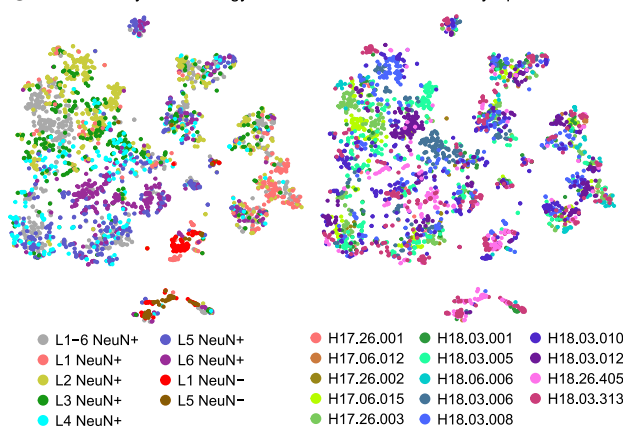 L1−6 NeuN+
L1 NeuN+
L2 NeuN+
L3 NeuN+
L4 NeuN+
L5 NeuN+
L6 NeuN+
L1 NeuN−
L5 NeuN−
H17.26.001
H17.06.012
H17.26.002
H17.06.015
H17.26.003
H18.03.001
H18.03.005
H18.06.006
H18.03.006
H18.03.008
H18.03.010
H18.03.012
H18.26.405
H18.03.313